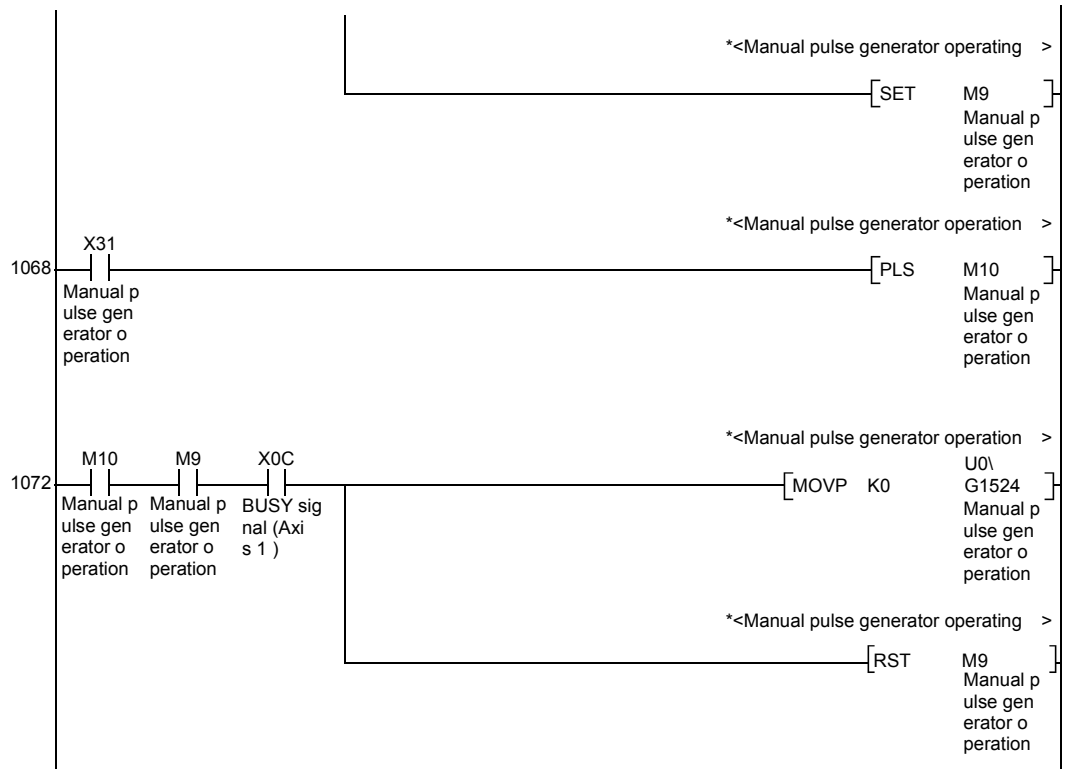 *<Manual pulse generator operating >
SET M9
Manual p
ulse gen
erator o
peration
*<Manual pulse generator operation >
X31
1068 PLS M10
Manual p
ulse gen
erator o
peration
Manual p
ulse gen
erator o
peration
*<Manual pulse generator operation >
M10 M9 X0C
1072 MOVP K0 U0\
G1524
Manual p
ulse gen
erator o
peration
Manual p
ulse gen
erator o
peration
BUSY sig
nal (Axi
s 1 )
Manual p
ulse gen
erator o
peration
*<Manual pulse generator operating >
RST M9
Manual p
ulse gen
erator o
peration